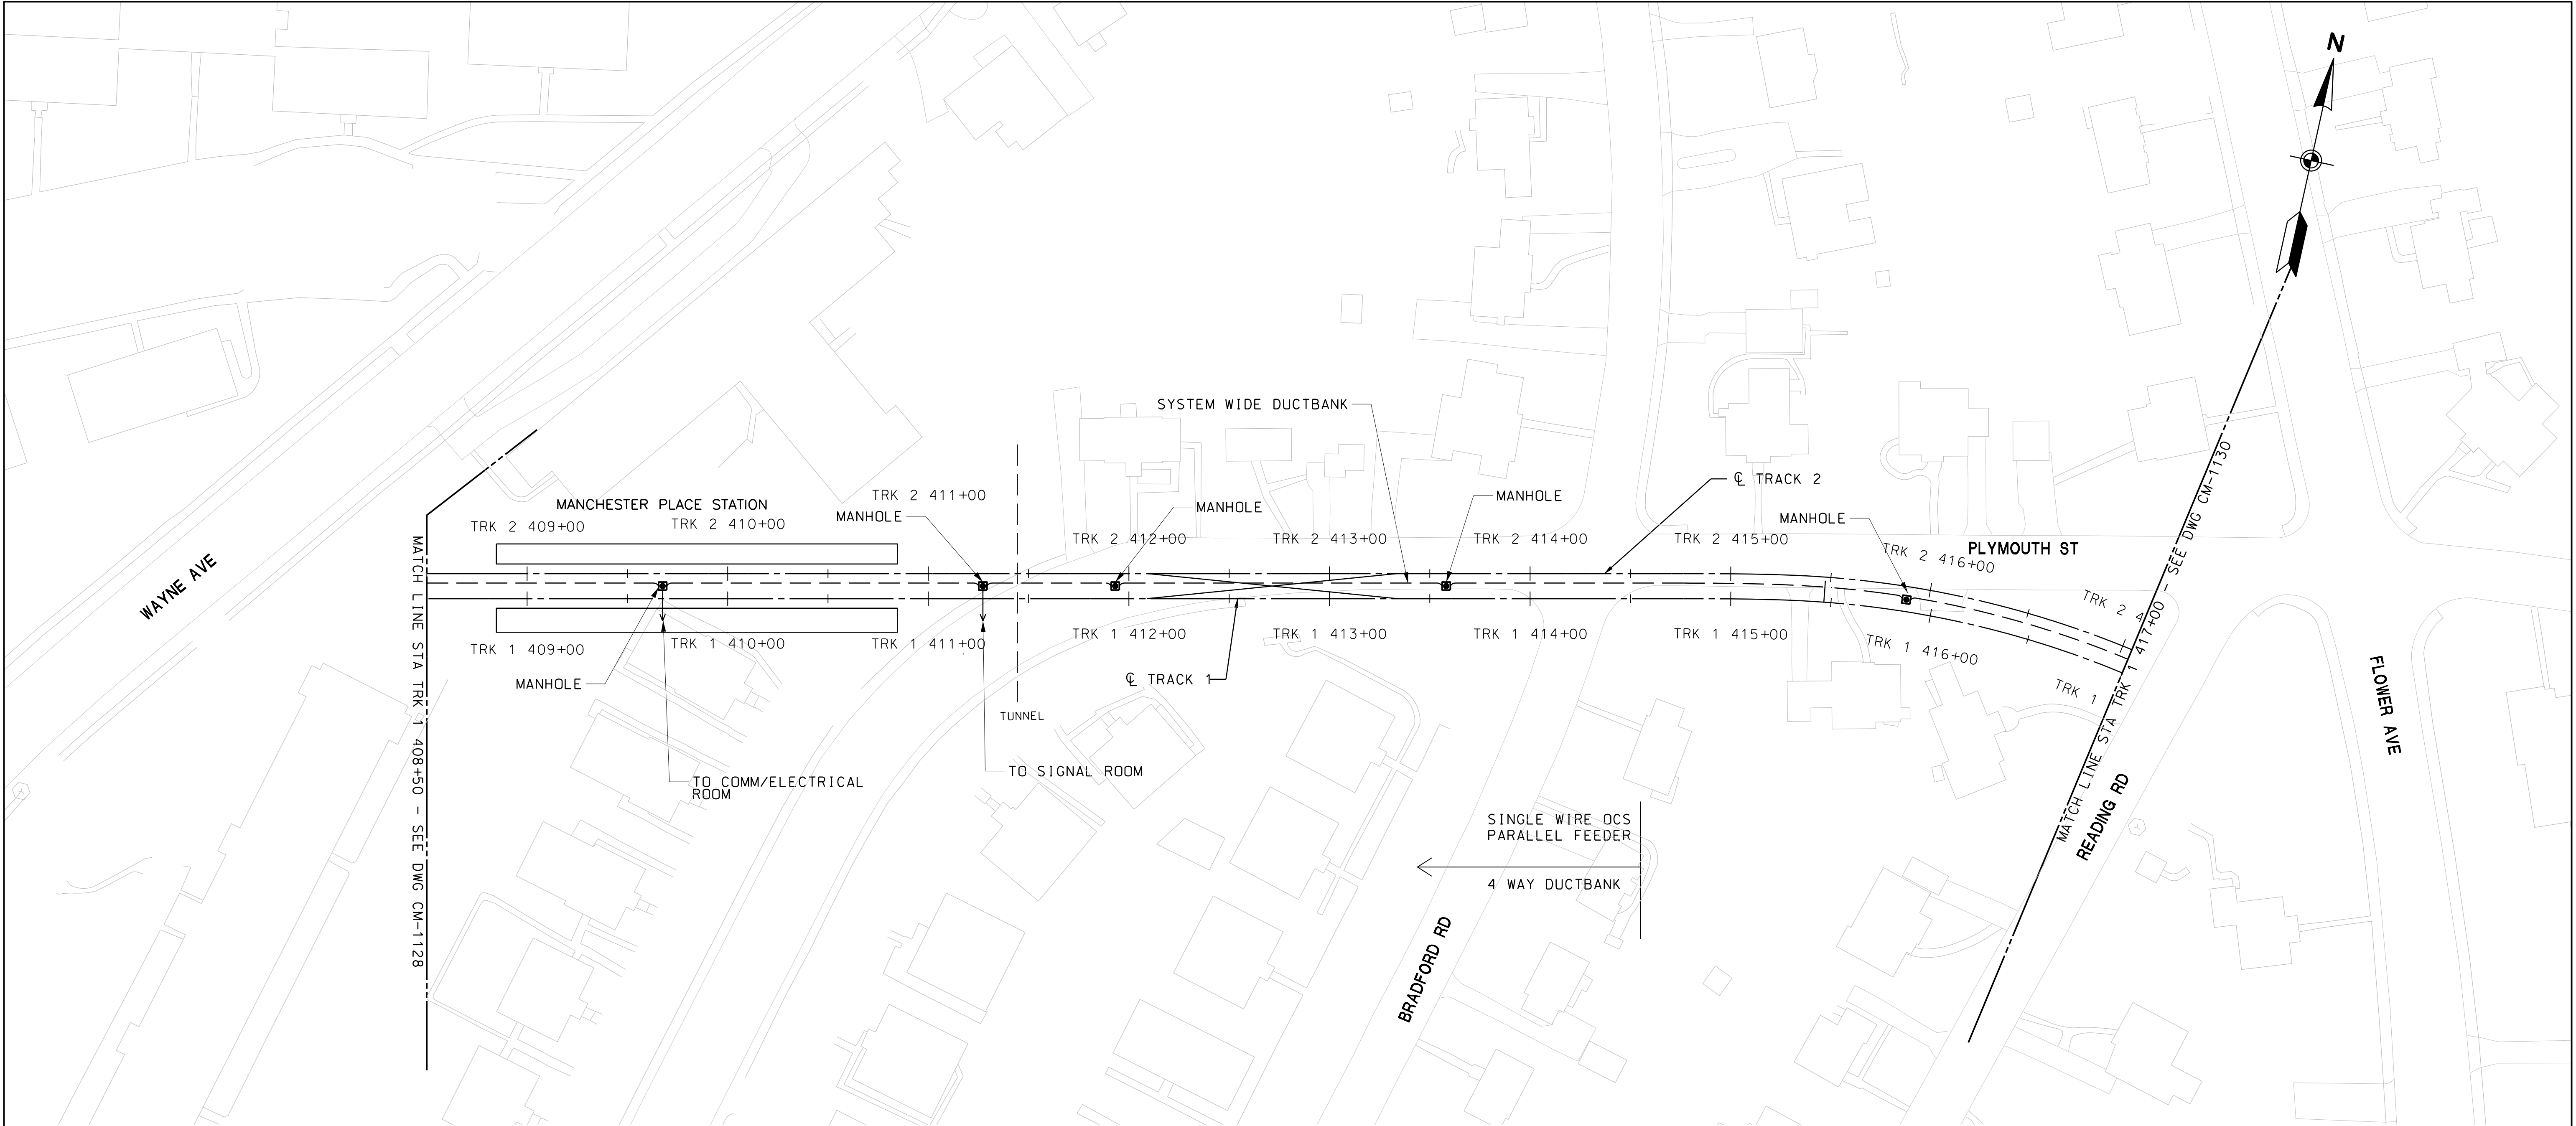 N
SYSTEM WIDE DUCTBANK
℄ TRACK 2
MANCHESTER PLACE STATION
TRK 2 409+00
TRK 2 410+00
TRK 2 411+00
MANHOLE
MANHOLE
MANHOLE
MANHOLE
TRK 2 412+00
TRK 2 413+00
TRK 2 414+00
TRK 2 415+00
TRK 2 416+00
PLYMOUTH ST
TRK 2 4
WAYNE AVE
TRK 1 409+00
TRK 1 410+00
TRK 1 411+00
TRK 1 412+00
TRK 1 413+00
TRK 1 414+00
TRK 1 415+00
TRK 1 416+00
TRK 1
MANHOLE
℄ TRACK 1
TUNNEL
TO COMM/ELECTRICAL
ROOM
TO SIGNAL ROOM
SINGLE WIRE OCS
PARALLEL FEEDER
4 WAY DUCTBANK
MATCH LINE STA TRK 1 408+50 - SEE DWG CM-1128
MATCH LINE STA TRK 1 417+00 - SEE DWG CM-1130
BRADFORD RD
READING RD
FLOWER AVE